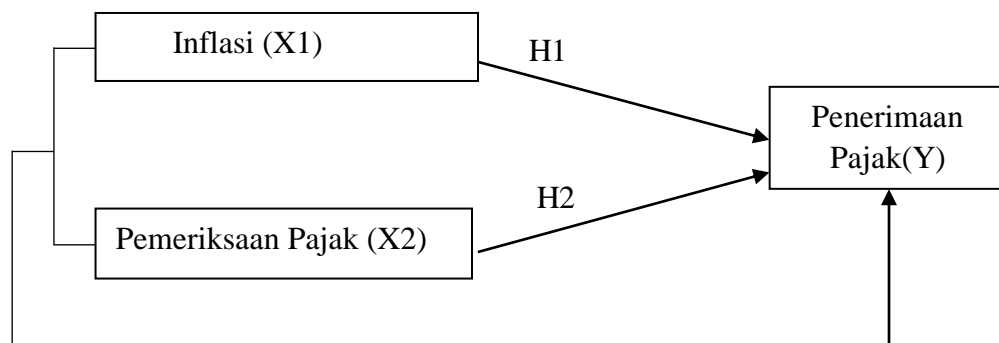 Inflasi (X1)
H1
Penerimaan
Pajak(Y)
H2
Pemeriksaan Pajak (X2)